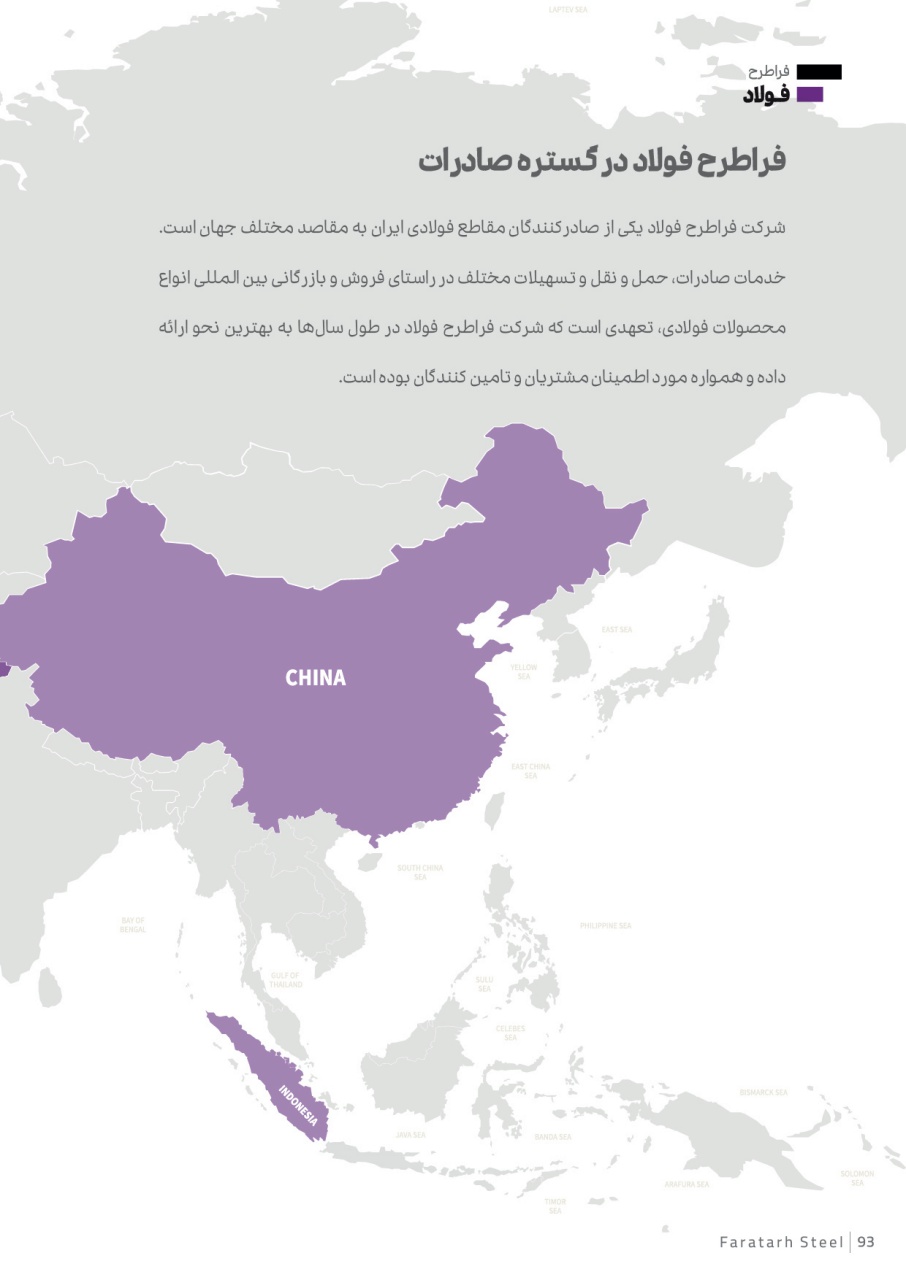 LAPTEV SEA
فراطرح
فولاد
فراطرح فولاد در گستره صادرات
شرکت فراطرح فولاد یکی از صادرکنندگان مقاطع فولادی ایران به مقاصد مختلف جهان است.
خدمات صادرات، حمل و نقل و تسهیلات مختلف در راستای فروش و بازرگانی بین المللی انواع
محصولات فولادی، تعهدی است که شرکت فراطرح فولاد در طول سال‌ها به بهترین نحو ارائه
داده و همواره مورد اطمینان مشتریان و تامین کنندگان بوده است.
EAST SEA
YELLOW
SEA
CHINA
EAST CHINA
SEA
SOUTH CHINA
SEA
BAY OF
BENGAL
PHILIPPINE SEA
GULF OF
THAILAND
SULU
SEA
CELEBES
SEA
BISMARCK SEA
INDONESIA
JAVA SEA
BANDA SEA
SOLOMON
SEA
ARAFURA SEA
TIMOR
SEA
Faratarh Steel | 93